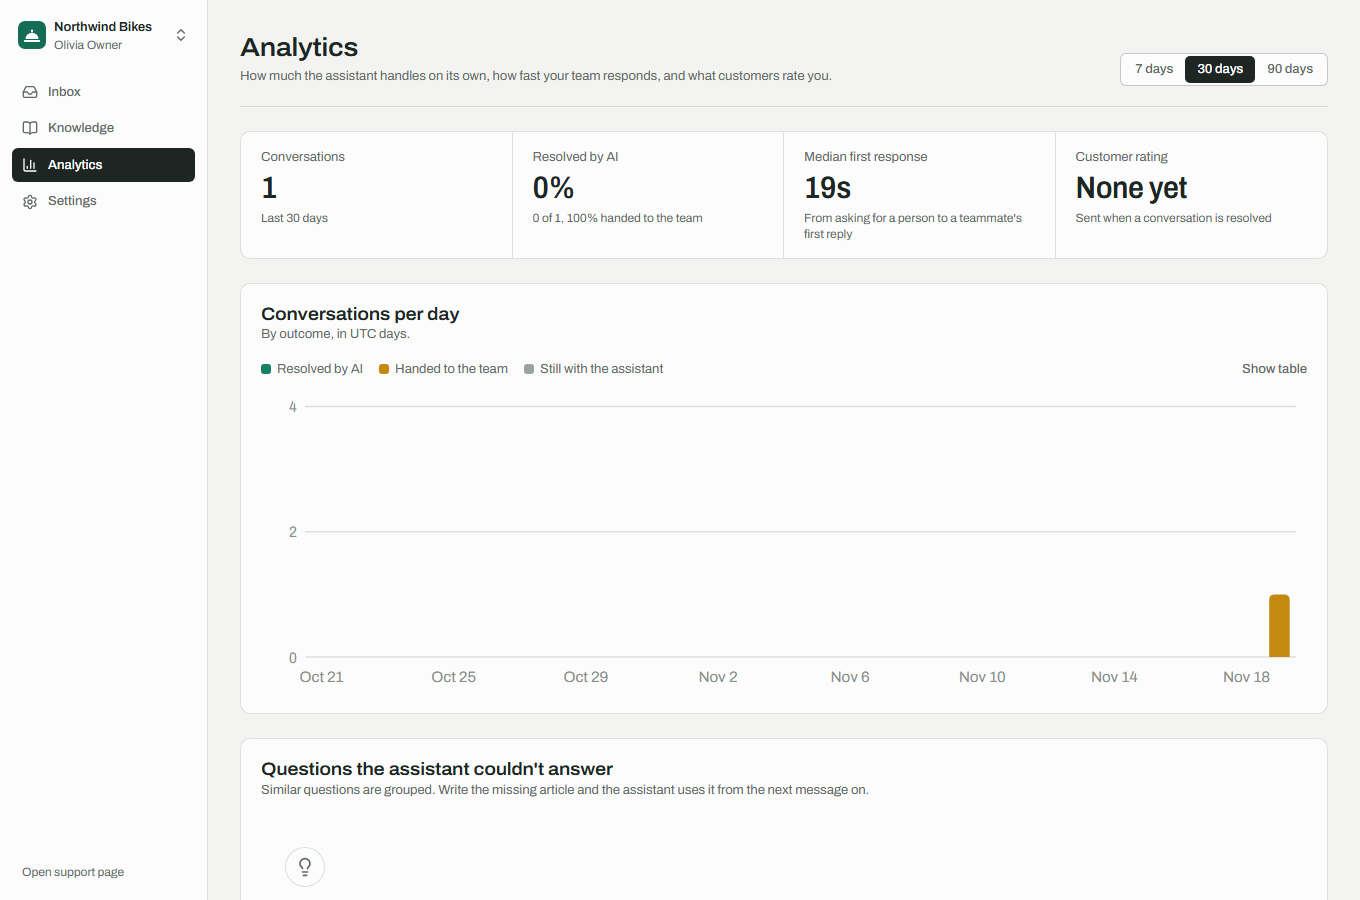 Northwind Bikes
Olivia Owner
Inbox
Knowledge
Analytics
Settings
Open support page
Analytics
How much the assistant handles on its own, how fast your team responds, and what customers rate you.
7 days
30 days
90 days
Conversations
1
Last 30 days
Resolved by AI
0%
0 of 1, 100% handed to the team
Median first response
19s
From asking for a person to a teammate's
first reply
Customer rating
None yet
Sent when a conversation is resolved
Conversations per day
By outcome, in UTC days.
Resolved by AI
Handed to the team
Still with the assistant
Show table
4
2
0
Oct 21
Oct 25
Oct 29
Nov 2
Nov 6
Nov 10
Nov 14
Nov 18
Questions the assistant couldn't answer
Similar questions are grouped. Write the missing article and the assistant uses it from the next message on.